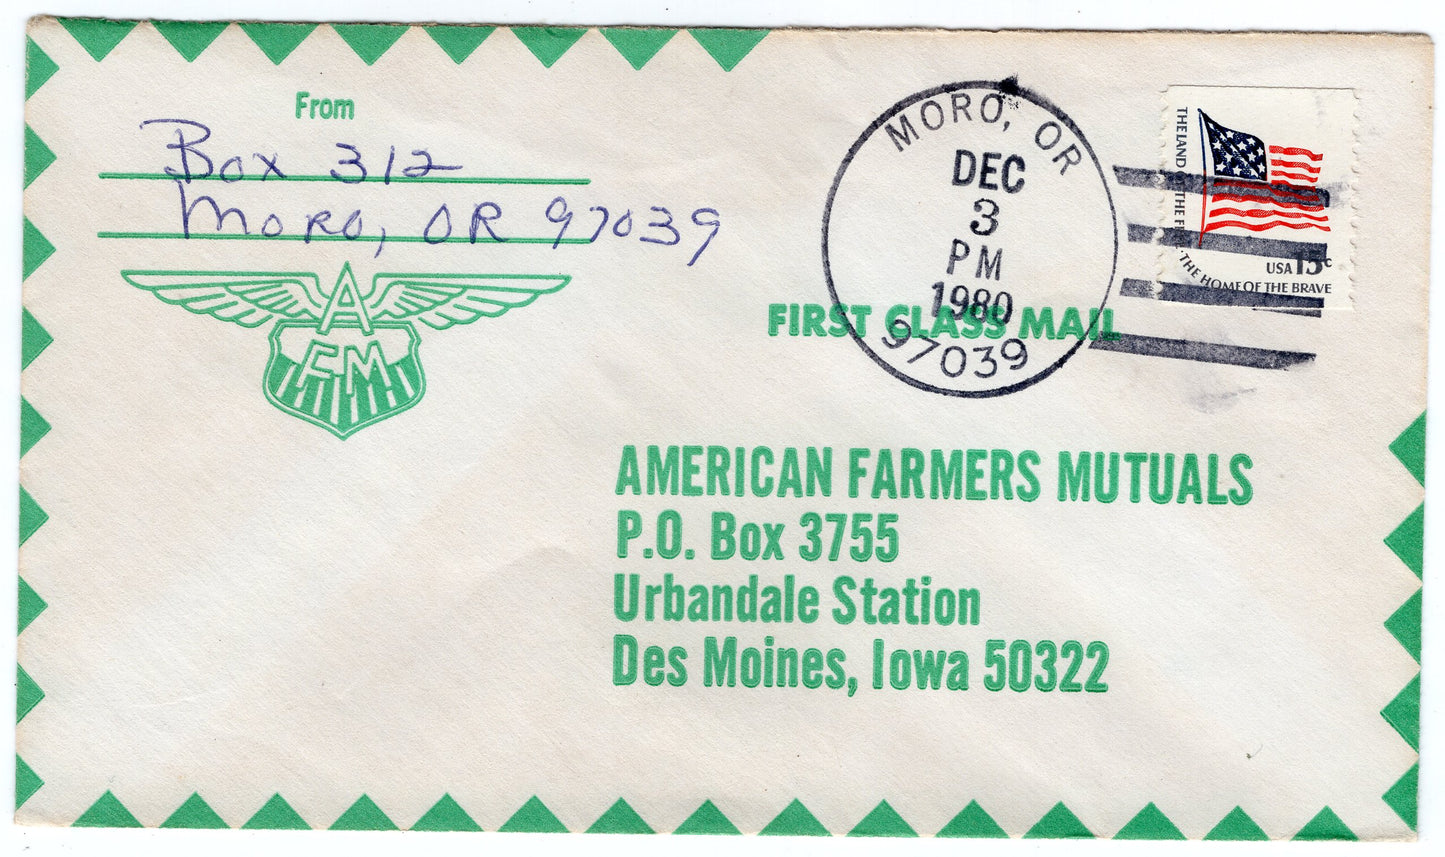 From
Box 312
Moro, OR 97039
AFM
MORO, OR
DEC
3
PM
1980
97039
THE LAND OF THE FREE · THE HOME OF THE BRAVE
USA 15c
FIRST CLASS MAIL
AMERICAN FARMERS MUTUALS
P.O. Box 3755
Urbandale Station
Des Moines, Iowa 50322